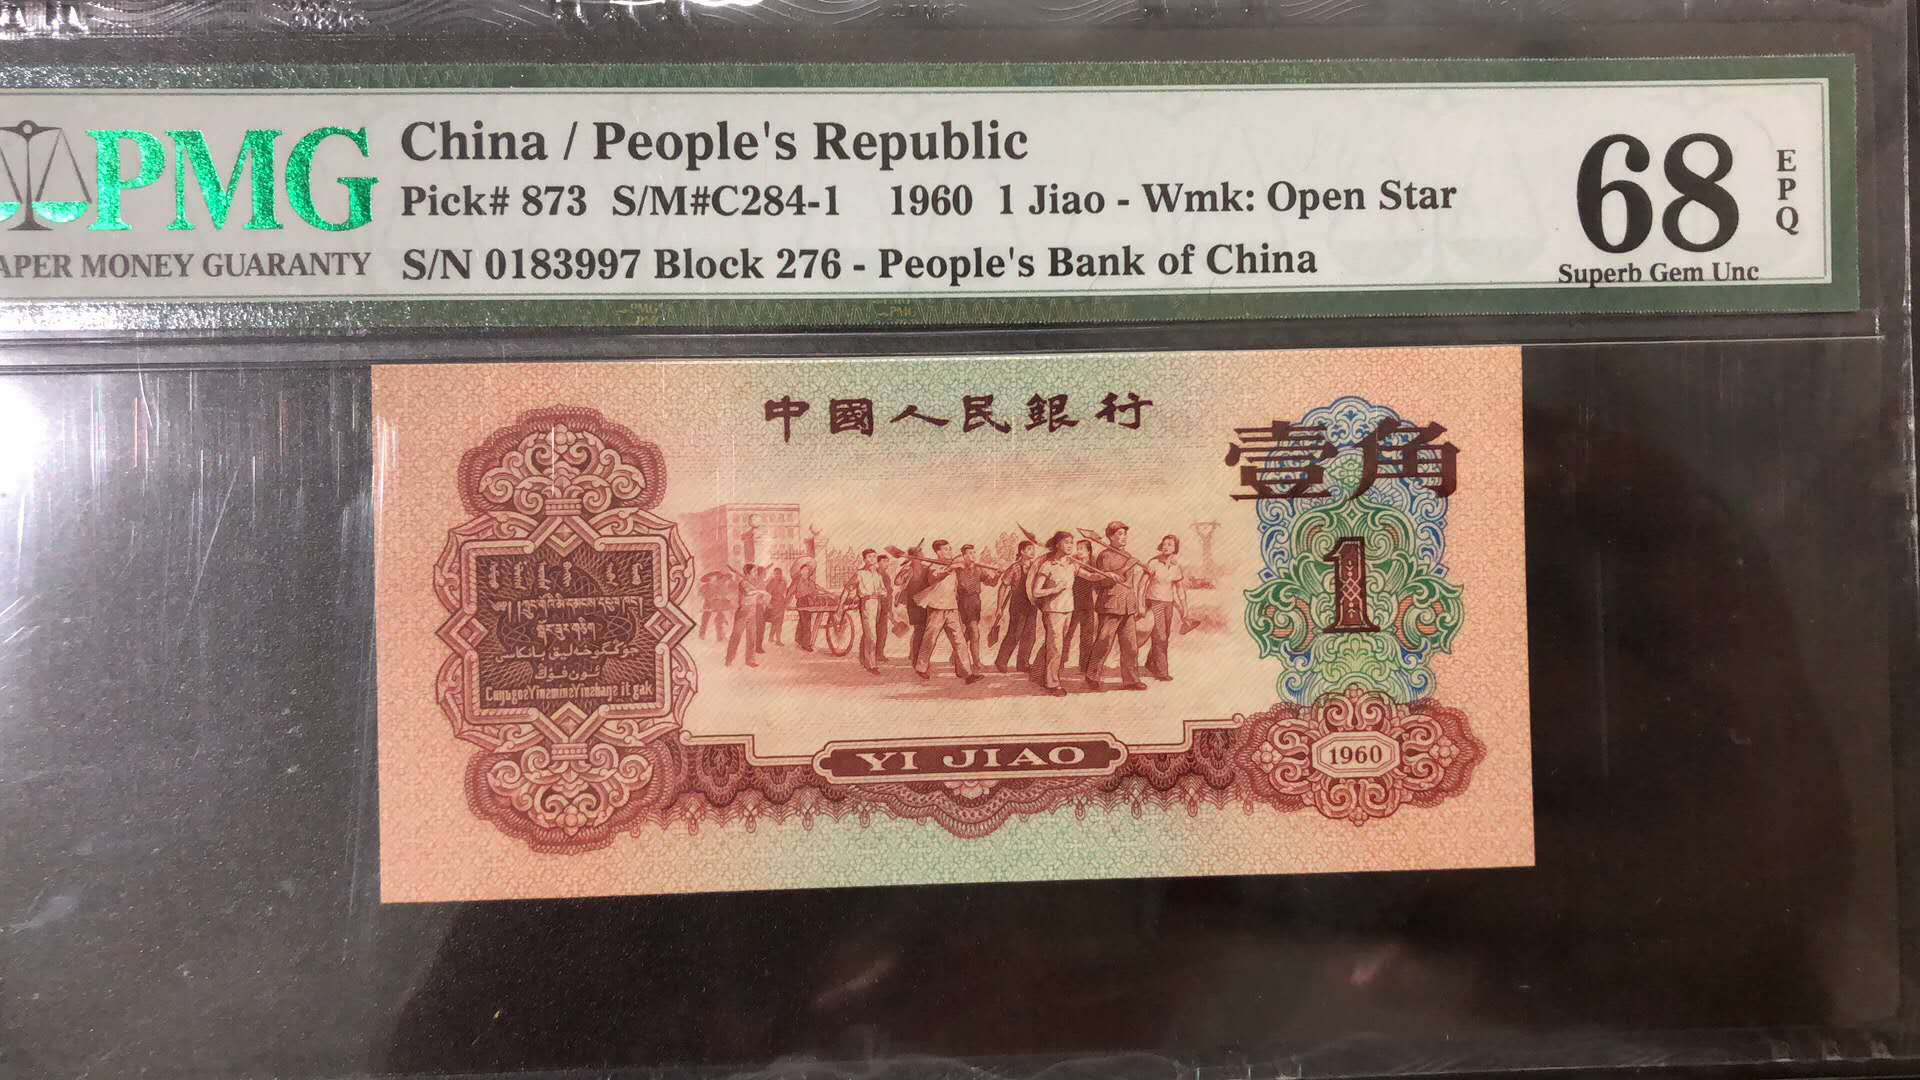 PMG
APER MONEY GUARANTY
China / People's Republic
Pick# 873 S/M#C284-1 1960 1 Jiao - Wmk: Open Star
S/N 0183997 Block 276 - People's Bank of China
68
EPQ
Superb Gem Unc
中國人民銀行
壹角
1
YI JIAO
1960